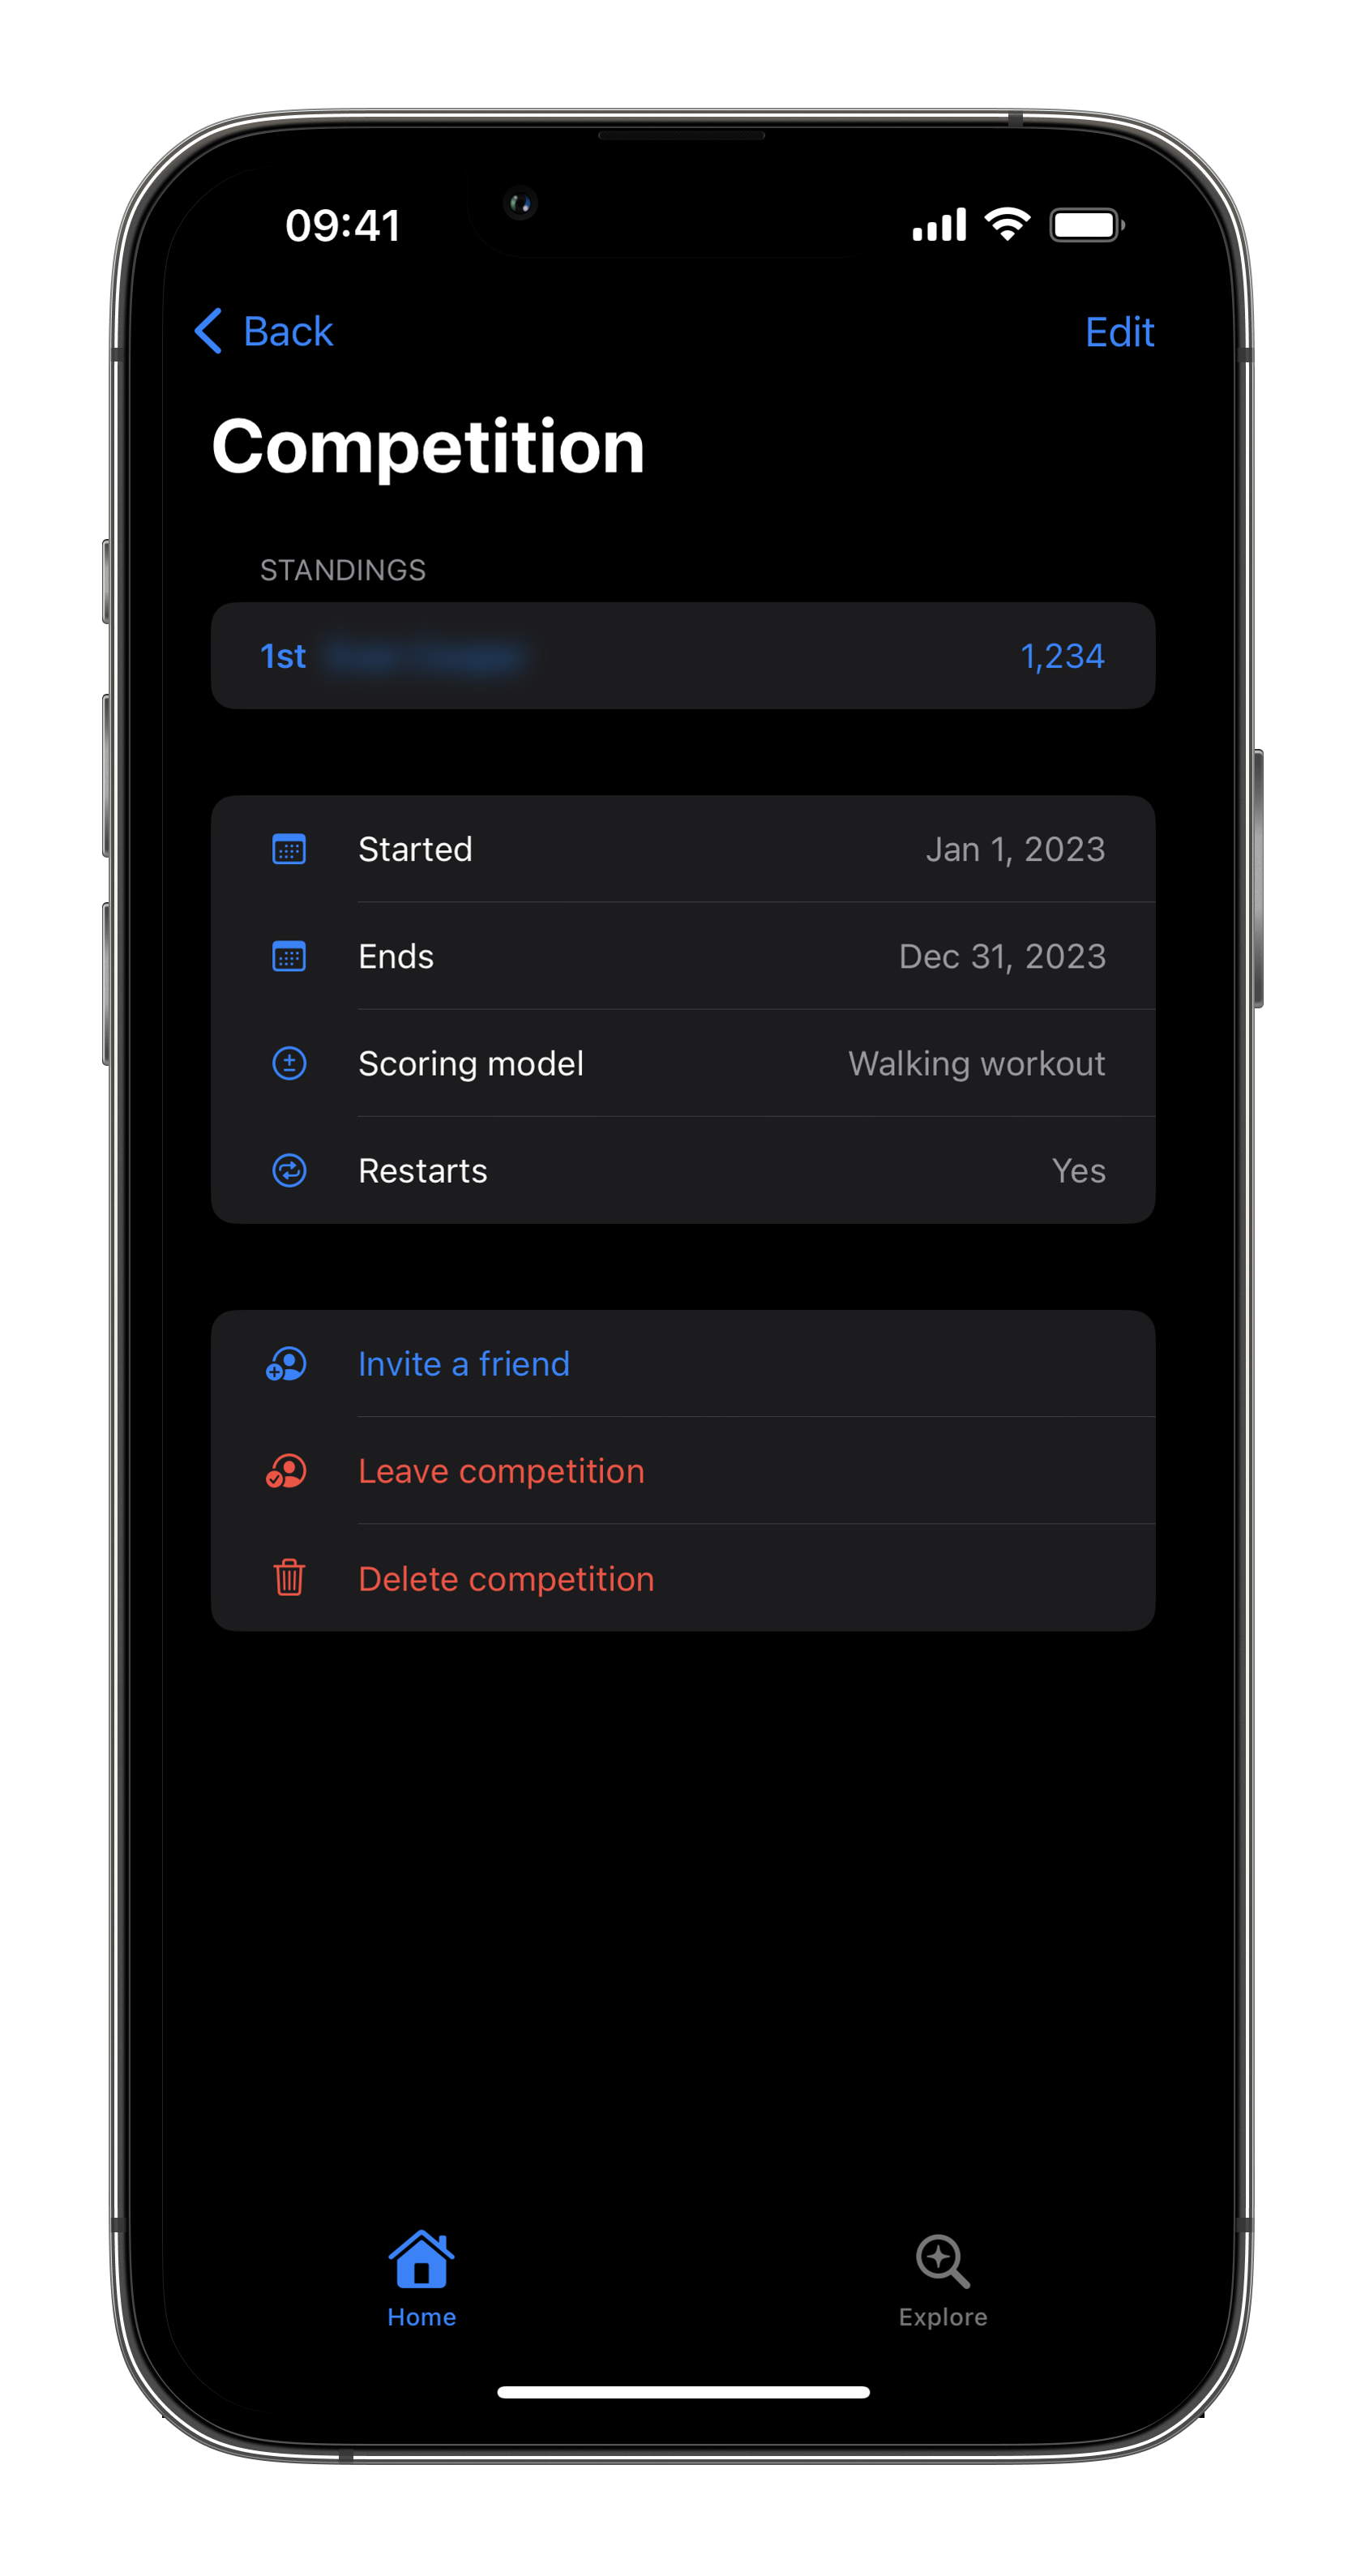 09:41
Back Edit
Competition
STANDINGS
1st 1,234
Started Jan 1, 2023
Ends Dec 31, 2023
Scoring model Walking workout
Restarts Yes
Invite a friend
Leave competition
Delete competition
Home Explore